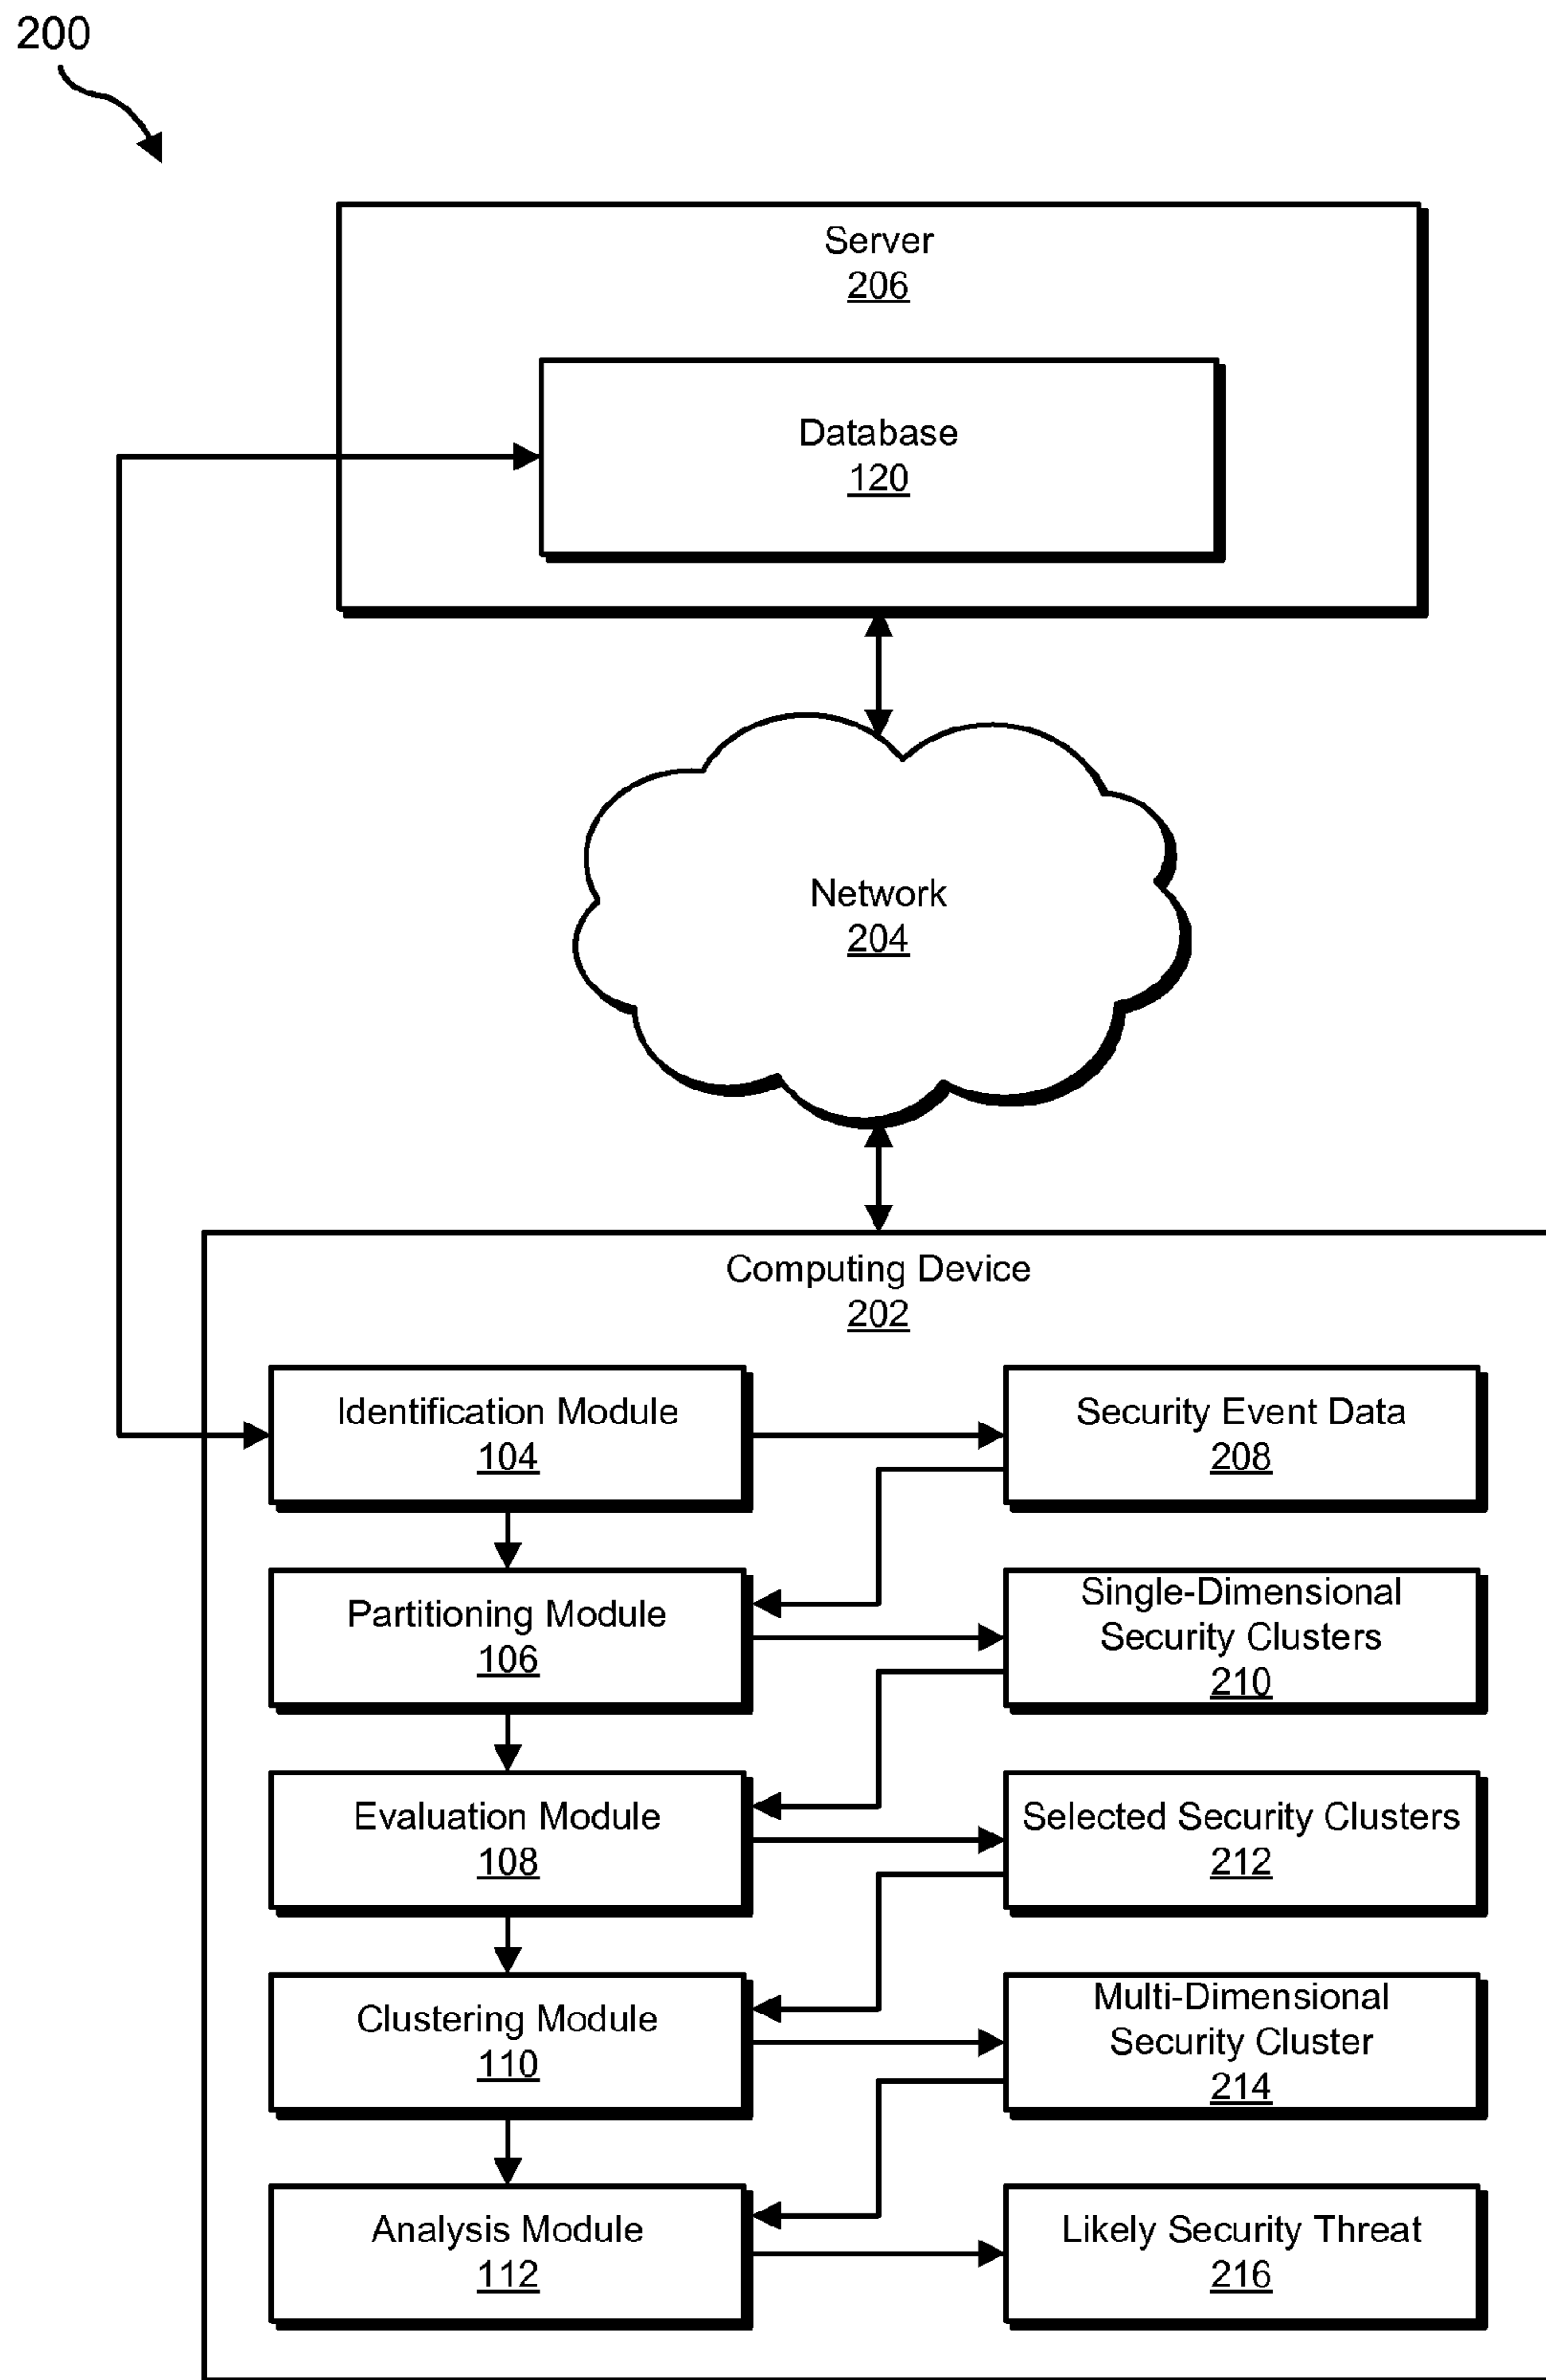 200
Server
206
Database
120
Network
204
Computing Device
202
Identification Module
104
Security Event Data
208
Partitioning Module
106
Single-Dimensional
Security Clusters
210
Evaluation Module
108
Selected Security Clusters
212
Clustering Module
110
Multi-Dimensional
Security Cluster
214
Analysis Module
112
Likely Security Threat
216